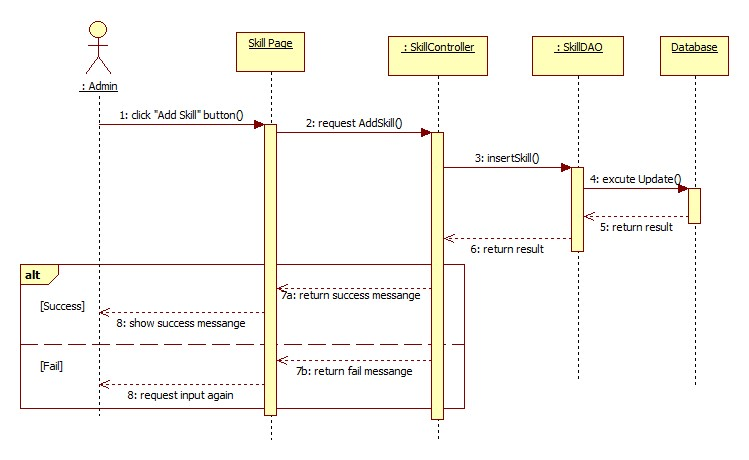 Skill Page
: SkillController
: SkillDAO
Database
: Admin
1: click "Add Skill" button()
2: request AddSkill()
3: insertSkill()
4: excute Update()
5: return result
6: return result
alt
7a: return success messange
[Success]
8: show success messange
[Fail]
7b: return fail messange
8: request input again